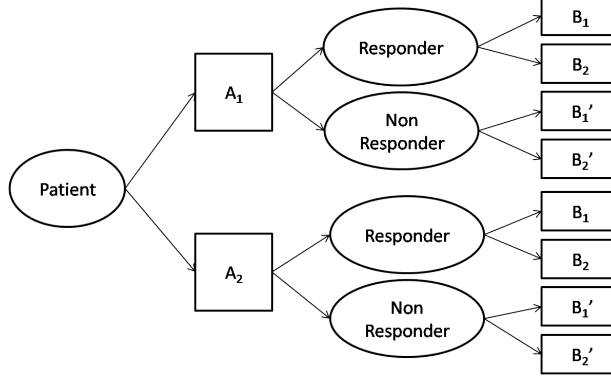 Patient
A₁
Responder
B₁
B₂
Non
Responder
B₁’
B₂’
A₂
Responder
B₁
B₂
Non
Responder
B₁’
B₂’